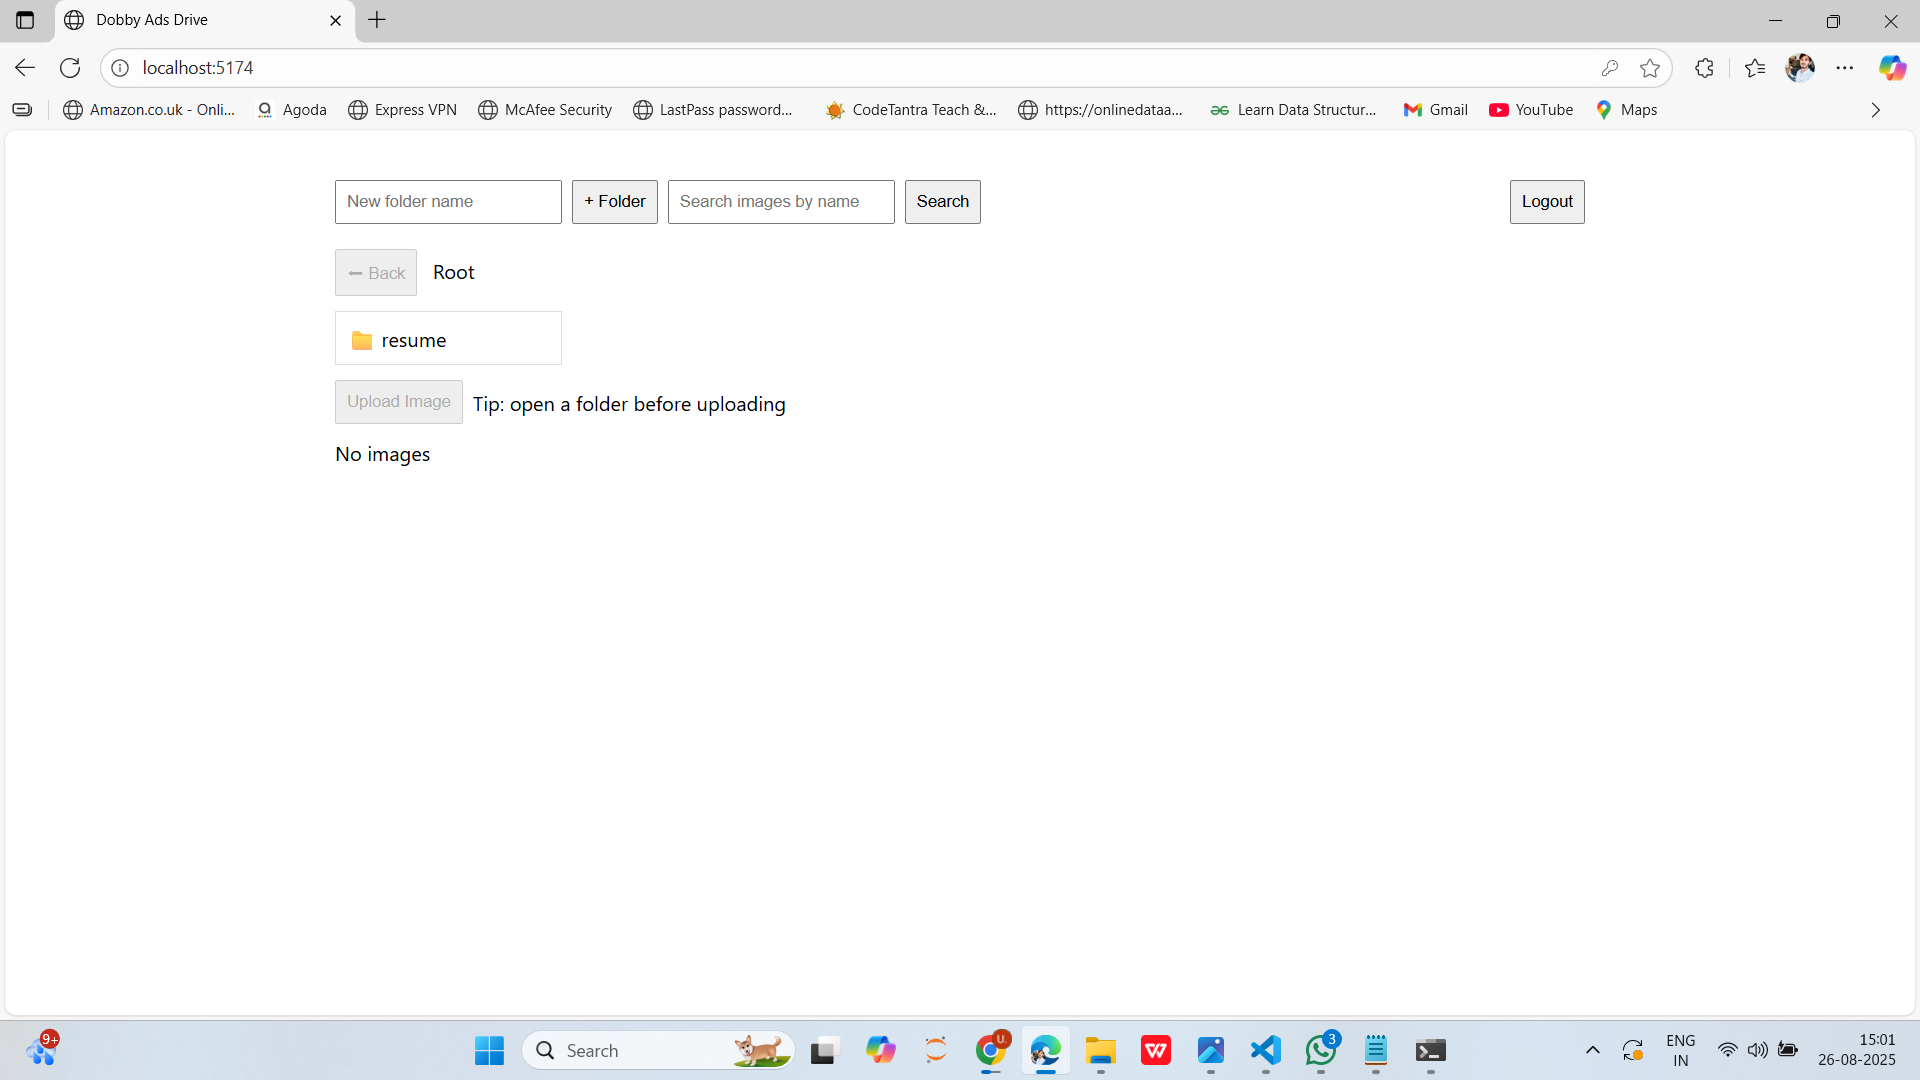 Dobby Ads Drive
localhost:5174
Amazon.co.uk - Onli...
Agoda
Express VPN
McAfee Security
LastPass password...
CodeTantra Teach &...
https://onlinedataa...
Learn Data Structur...
Gmail
YouTube
Maps
New folder name
+ Folder
Search images by name
Search
Logout
← Back
Root
resume
Upload Image
Tip: open a folder before uploading
No images
9+
Search
U.
W
3
ENG
IN
15:01
26-08-2025